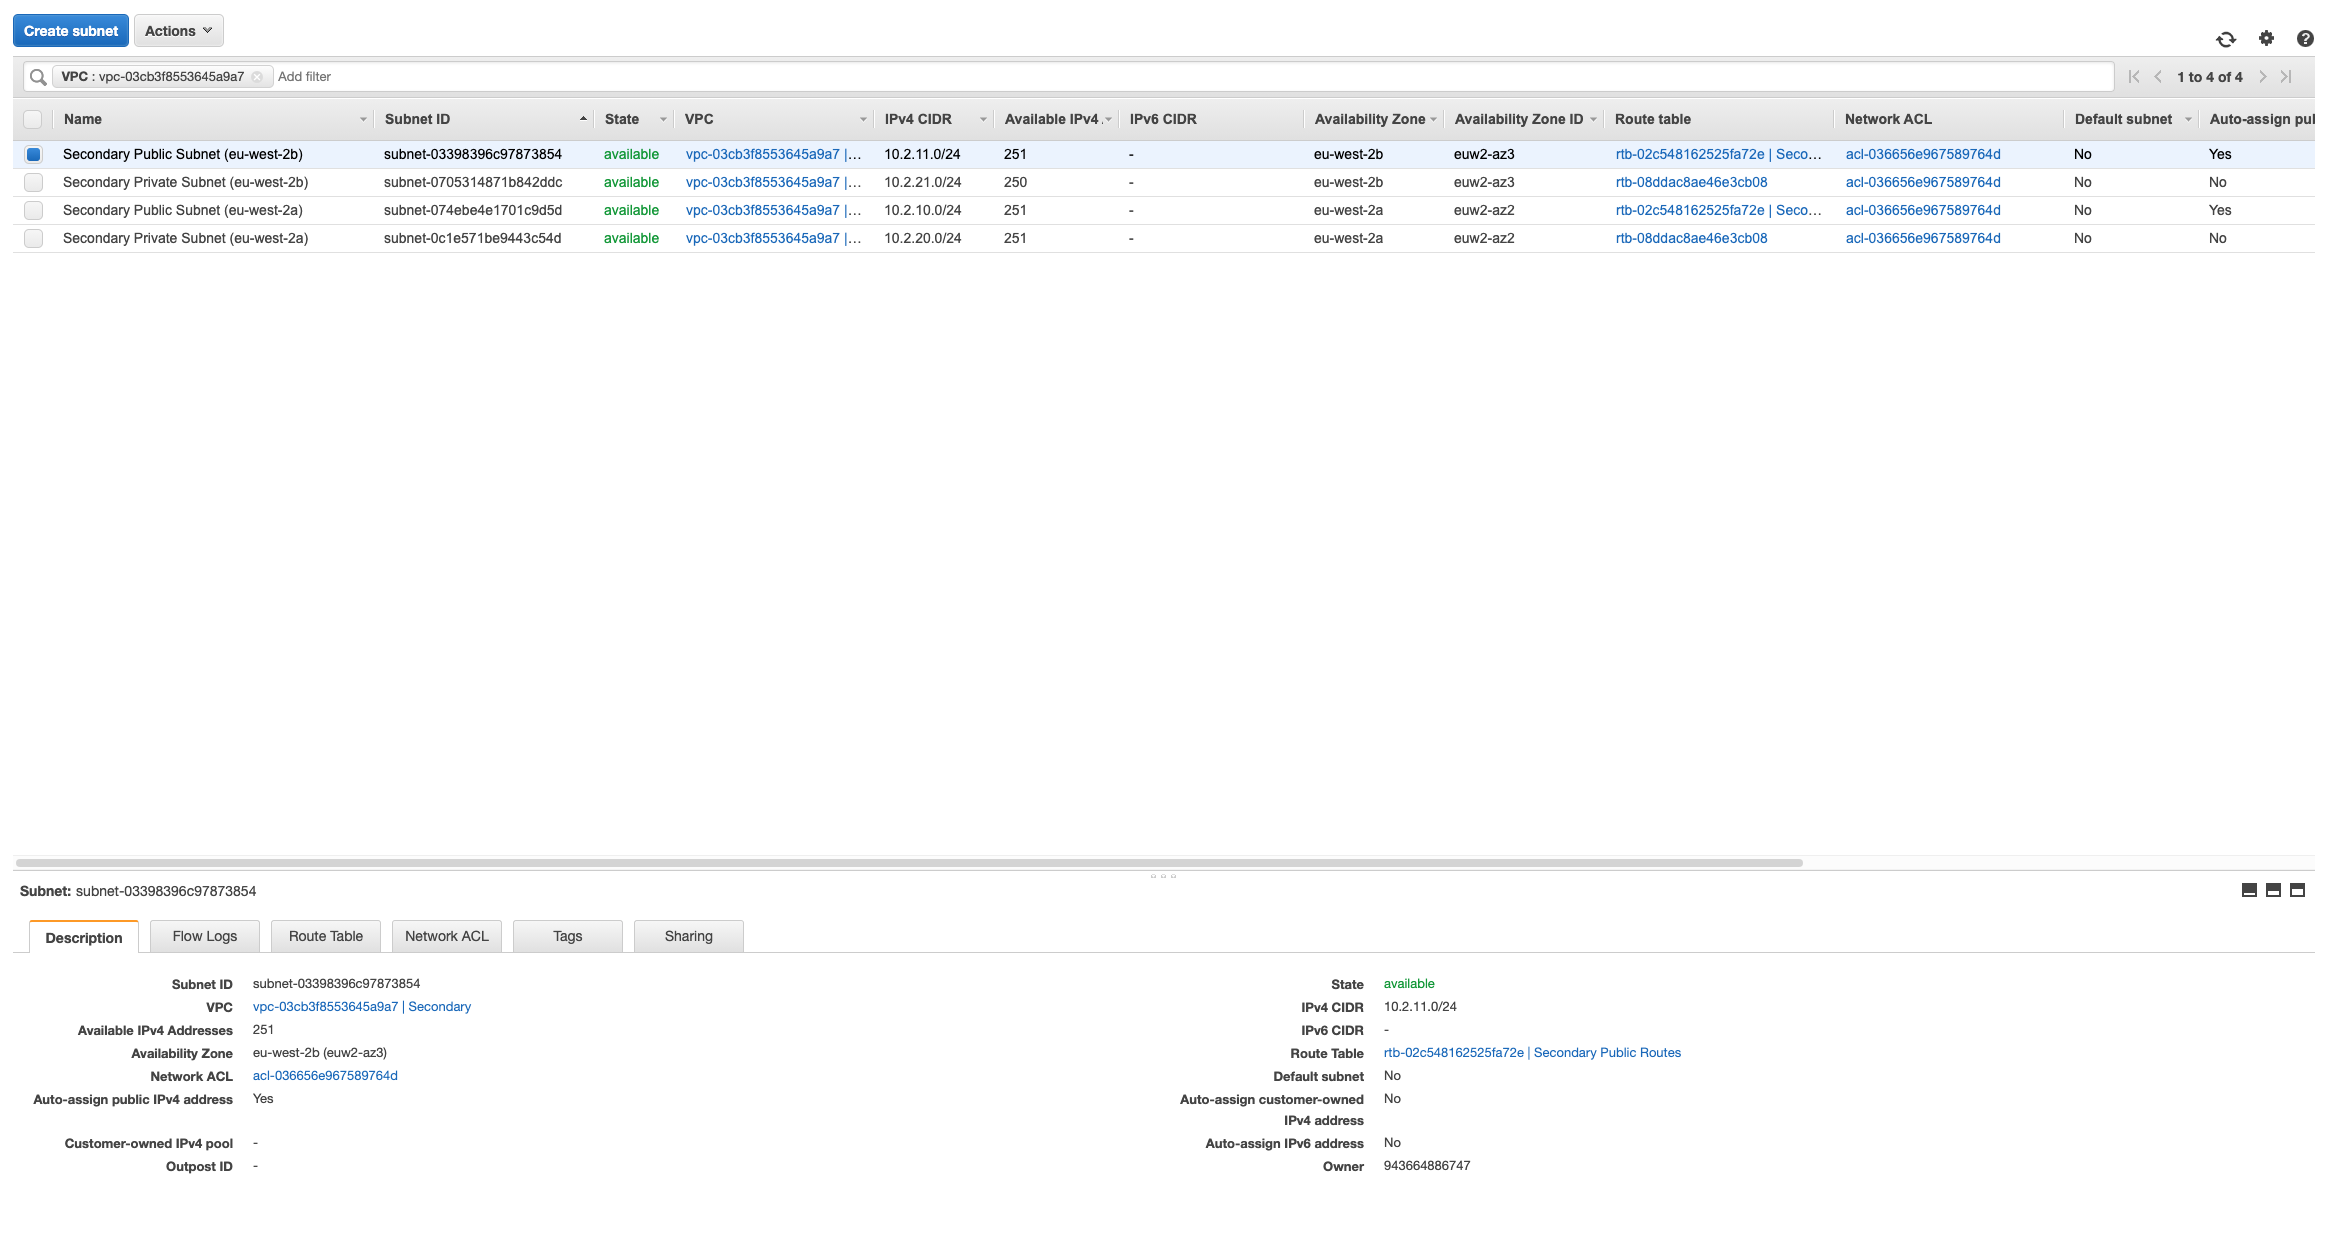 Create subnet Actions
VPC : vpc-03cb3f8553645a9a7 Add filter 1 to 4 of 4
Name Subnet ID State VPC IPv4 CIDR Available IPv4 IPv6 CIDR Availability Zone Availability Zone ID Route table Network ACL Default subnet Auto-assign pul
Secondary Public Subnet (eu-west-2b) subnet-03398396c97873854 available vpc-03cb3f8553645a9a7 |... 10.2.11.0/24 251 - eu-west-2b euw2-az3 rtb-02c548162525fa72e | Seco... acl-036656e967589764d No Yes
Secondary Private Subnet (eu-west-2b) subnet-0705314871b842ddc available vpc-03cb3f8553645a9a7 |... 10.2.21.0/24 250 - eu-west-2b euw2-az3 rtb-08ddac8ae46e3cb08 acl-036656e967589764d No No
Secondary Public Subnet (eu-west-2a) subnet-074ebe4e1701c9d5d available vpc-03cb3f8553645a9a7 |... 10.2.10.0/24 251 - eu-west-2a euw2-az2 rtb-02c548162525fa72e | Seco... acl-036656e967589764d No Yes
Secondary Private Subnet (eu-west-2a) subnet-0c1e571be9443c54d available vpc-03cb3f8553645a9a7 |... 10.2.20.0/24 251 - eu-west-2a euw2-az2 rtb-08ddac8ae46e3cb08 acl-036656e967589764d No No
Subnet: subnet-03398396c97873854
Description Flow Logs Route Table Network ACL Tags Sharing
Subnet ID subnet-03398396c97873854 State available
VPC vpc-03cb3f8553645a9a7 | Secondary IPv4 CIDR 10.2.11.0/24
Available IPv4 Addresses 251 IPv6 CIDR -
Availability Zone eu-west-2b (euw2-az3) Route Table rtb-02c548162525fa72e | Secondary Public Routes
Network ACL acl-036656e967589764d Default subnet No
Auto-assign public IPv4 address Yes Auto-assign customer-owned No
IPv4 address
Customer-owned IPv4 pool - Auto-assign IPv6 address No
Outpost ID - Owner 943664886747